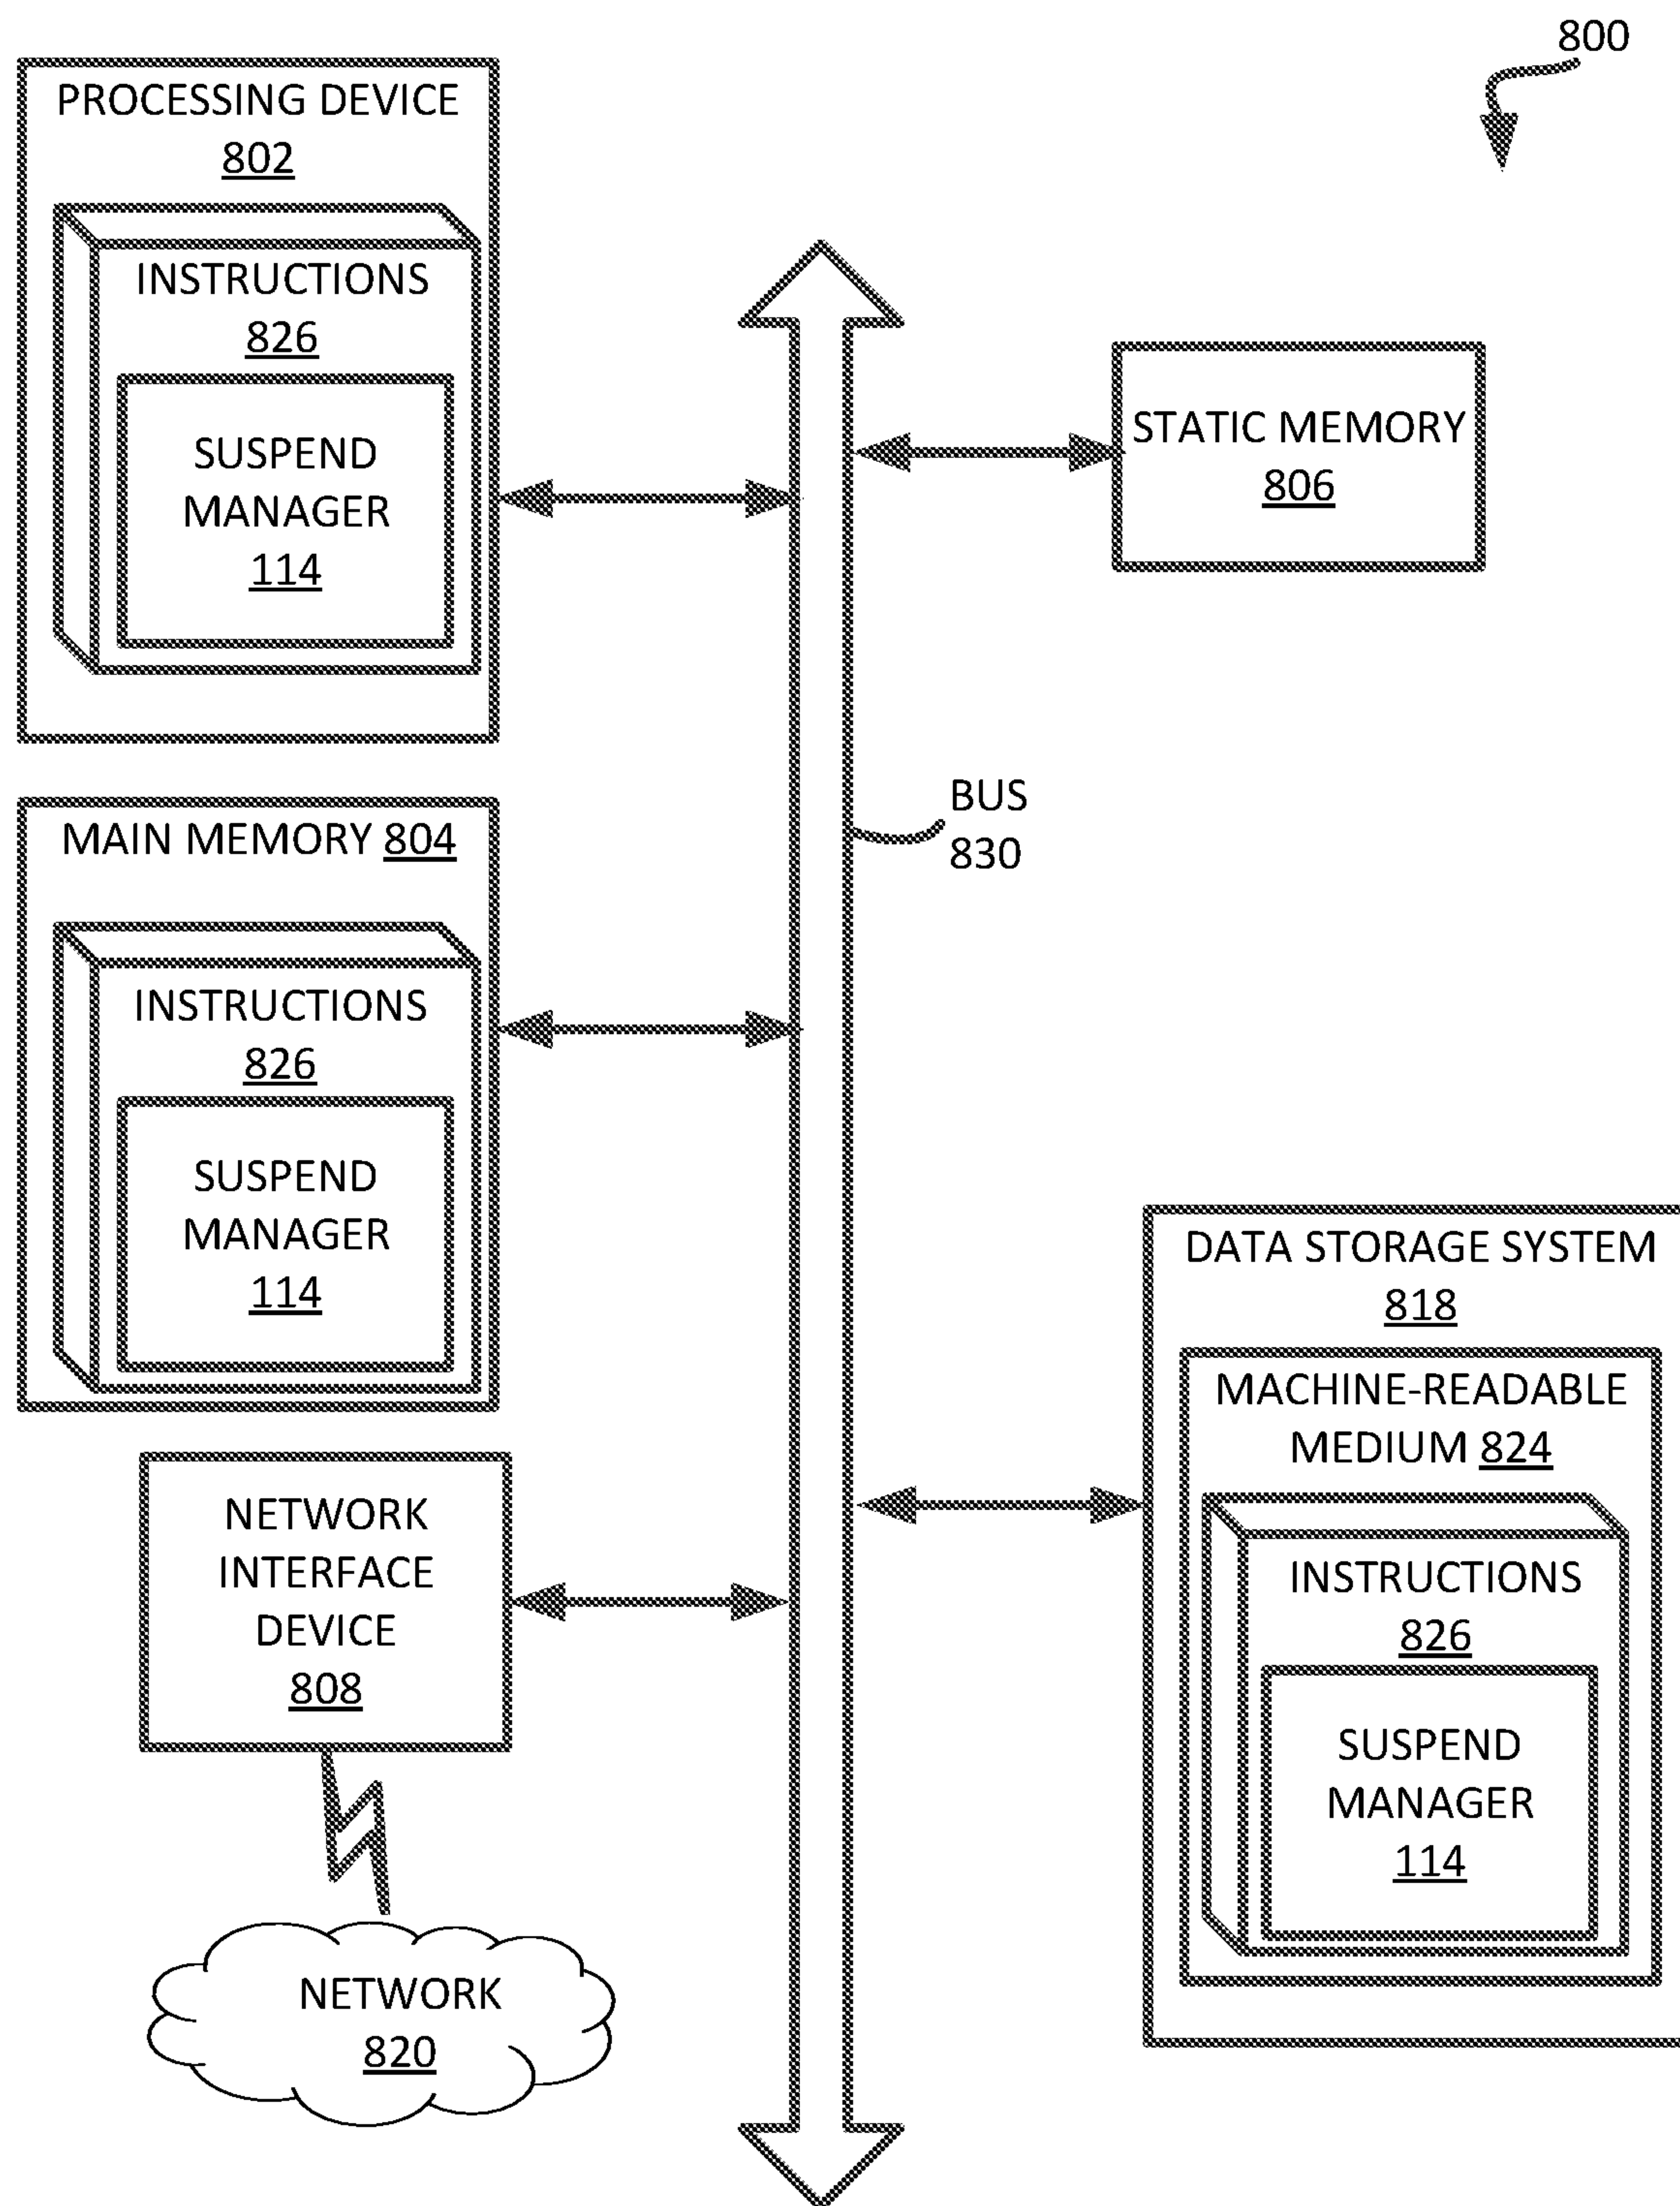 800
PROCESSING DEVICE
802
INSTRUCTIONS
826
SUSPEND
MANAGER
114
STATIC MEMORY
806
BUS
830
MAIN MEMORY 804
INSTRUCTIONS
826
SUSPEND
MANAGER
114
DATA STORAGE SYSTEM
818
MACHINE-READABLE
MEDIUM 824
INSTRUCTIONS
826
SUSPEND
MANAGER
114
NETWORK
INTERFACE
DEVICE
808
NETWORK
820